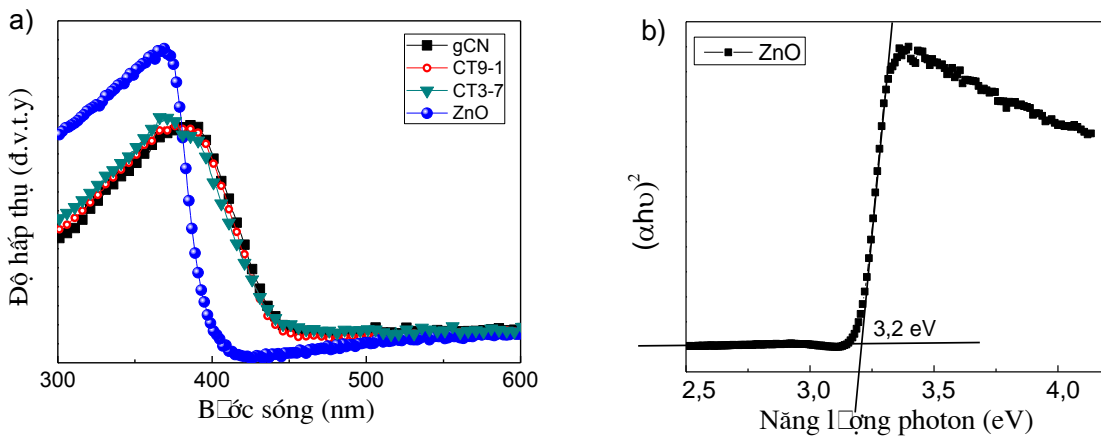 a)
gCN
CT9-1
CT3-7
ZnO
Độ hấp thụ (đ.v.t.y)
300 400 500 600
B□ớc sóng (nm)
b)
ZnO
(αhυ)²
3,2 eV
2,5 3,0 3,5 4,0
Năng l□ợng photon (eV)